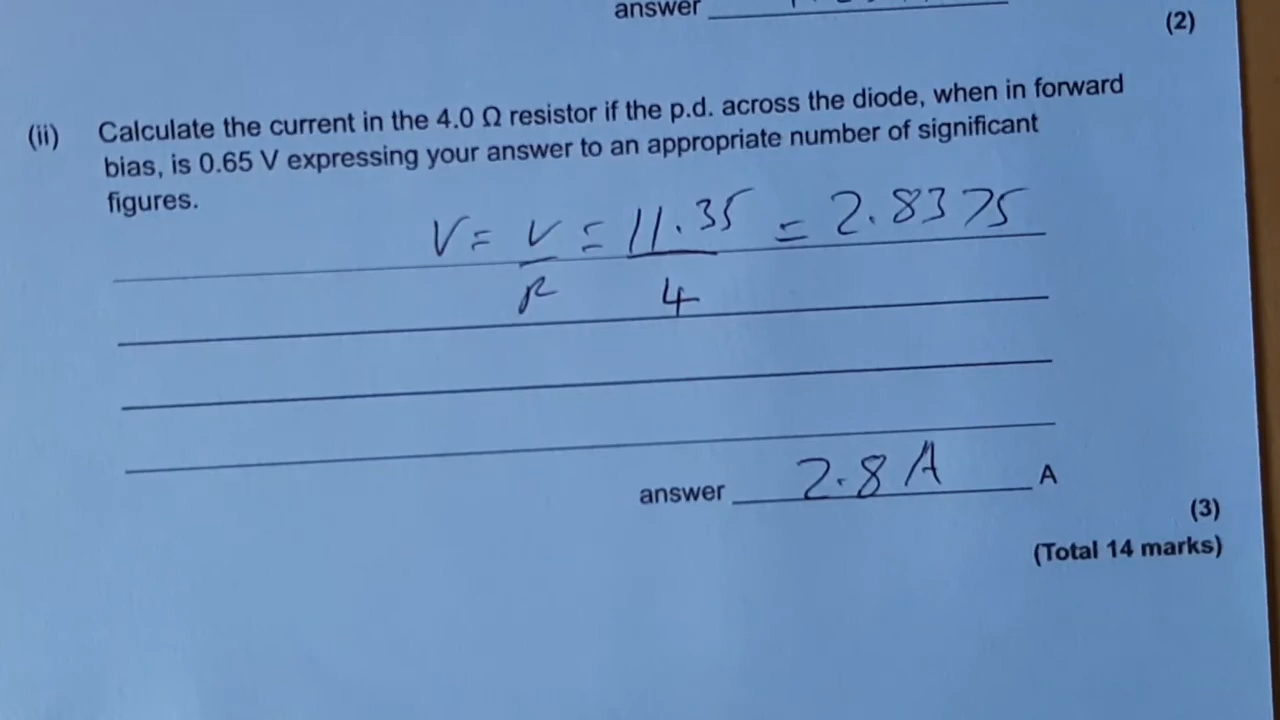 answer
(2)
(ii) Calculate the current in the 4.0 Ω resistor if the p.d. across the diode, when in forward
bias, is 0.65 V expressing your answer to an appropriate number of significant
figures.
V = V/R = 11.35/4 = 2.8375
answer 2.8 A A
(3)
(Total 14 marks)